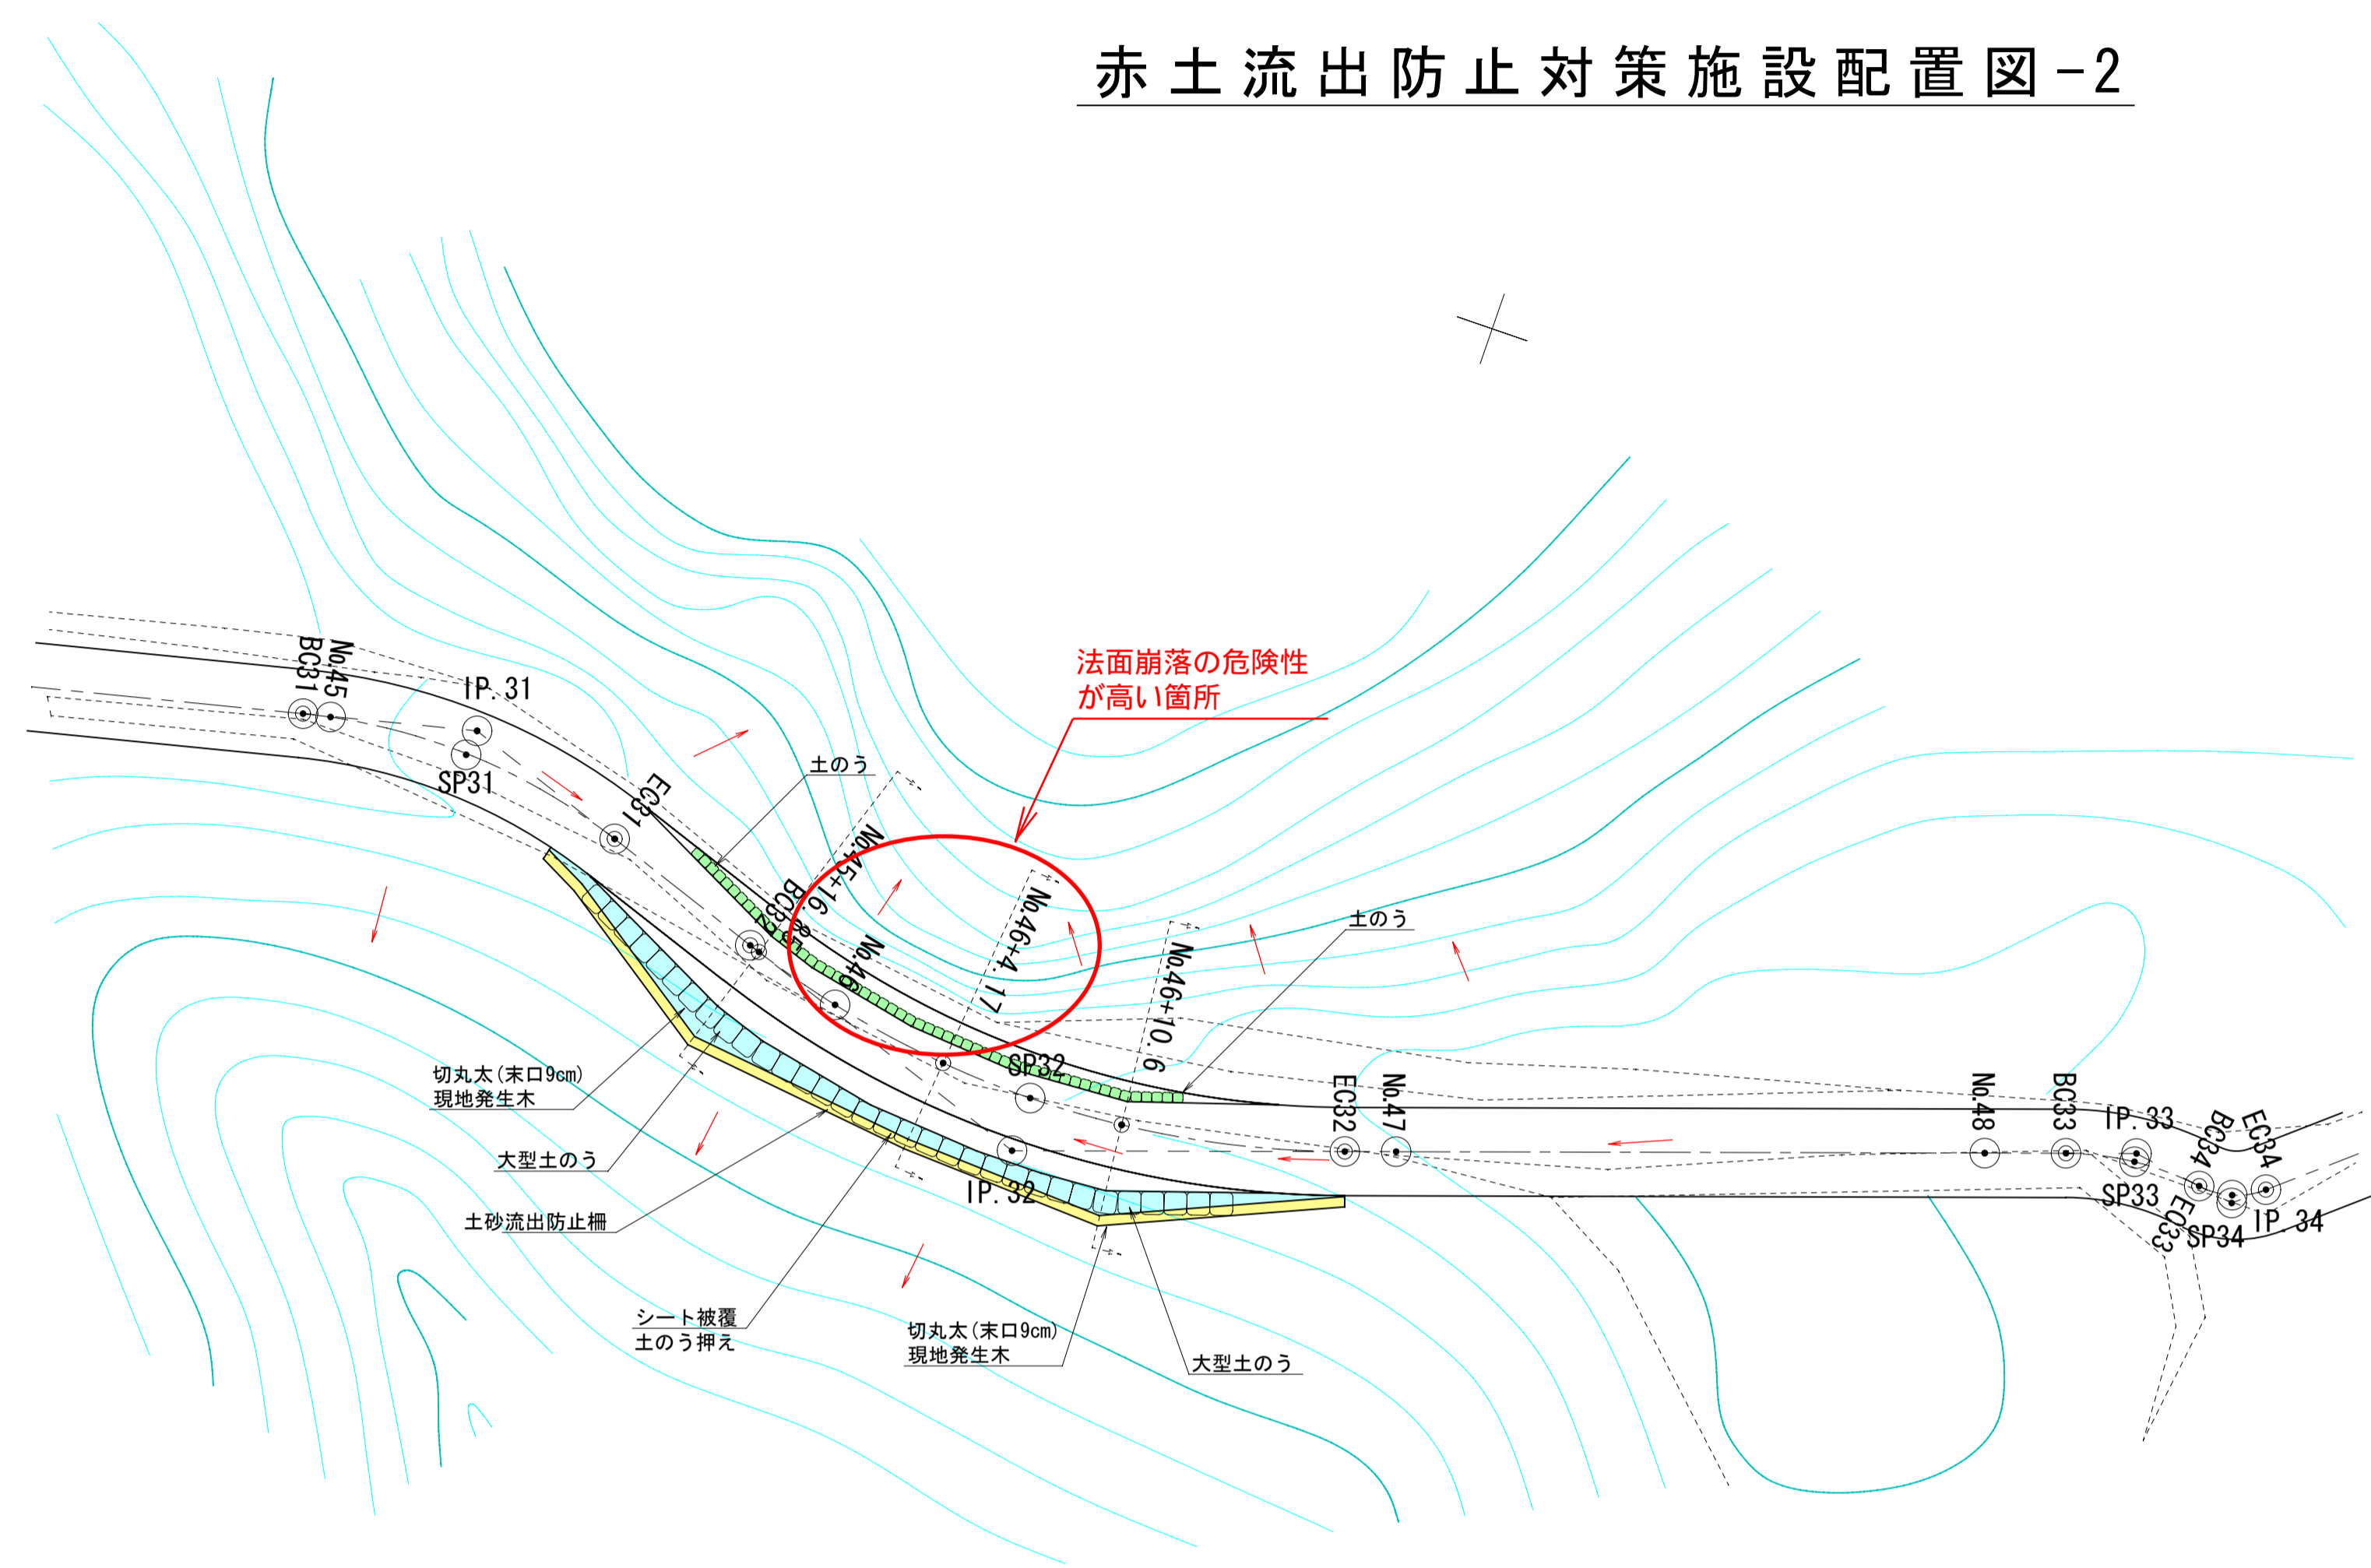 赤土流出防止対策施設配置図-2
法面崩落の危険性
が高い箇所
BC31
No.45
IP.31
SP31
EC31
土のう
No.45+16.89
BC32
No.46
No.46+4.17
土のう
No.46+10.6
SP32
EC32
No.47
No.48
BC33
IP.33
BC34
EC34
SP33
EC33
SP34
IP.34
IP.32
切丸太(末口9cm)
現地発生木
大型土のう
土砂流出防止柵
シート被覆
土のう押え
切丸太(末口9cm)
現地発生木
大型土のう